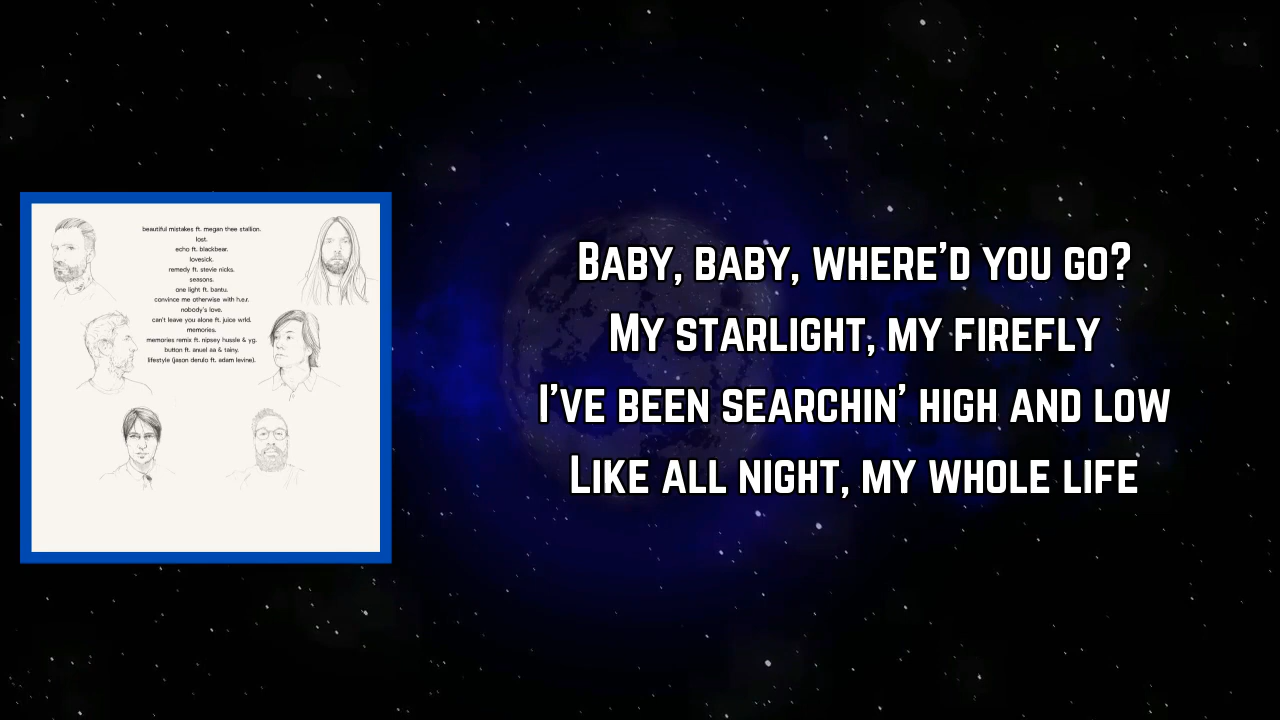 beautiful mistakes ft. megan thee stallion.
lost.
echo ft. blackbear.
lovesick.
remedy ft. stevie nicks.
seasons.
one light ft. bantu.
convince me otherwise with h.e.r.
nobody's love.
can't leave you alone ft. juice wrld.
memories.
memories remix ft. nipsey hussle & yg.
button ft. anuel aa & tainy.
lifestyle (jason derulo ft. adam levine).
Baby, baby, where'd you go?
My starlight, my firefly
I've been searchin' high and low
Like all night, my whole life